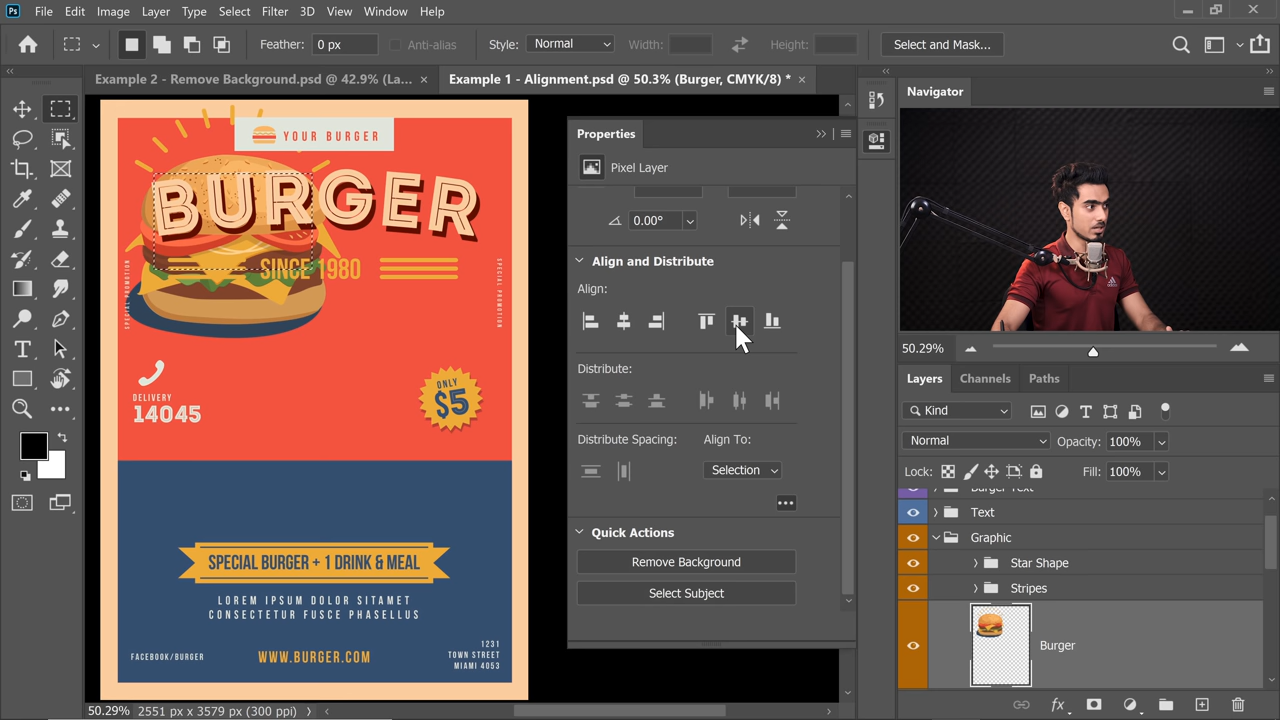 Ps File Edit Image Layer Type Select Filter 3D View Window Help
Feather: 0 px Anti-alias Style: Normal Width: Height: Select and Mask...
Example 2 - Remove Background.psd @ 42.9% (La... × Example 1 - Alignment.psd @ 50.3% (Burger, CMYK/8) * ×
YOUR BURGER
BURGER
SINCE 1980
SPECIAL PROMOTION
SPECIAL PROMOTION
DELIVERY
14045
ONLY
$5
SPECIAL BURGER + 1 DRINK & MEAL
LOREM IPSUM DOLOR SITAMET
CONSECTETUR FUSCE PHASELLUS
FACEBOOK/BURGER
WWW.BURGER.COM
1231
TOWN STREET
MIAMI 4053
50.29% 2551 px x 3579 px (300 ppi)
Properties
Pixel Layer
0.00°
Align and Distribute
Align:
Distribute:
Distribute Spacing: Align To:
Selection
Quick Actions
Remove Background
Select Subject
Navigator
adidas
50.29%
Layers Channels Paths
Kind
Normal Opacity: 100%
Lock: Fill: 100%
Burger Text
Text
Graphic
Star Shape
Stripes
Burger
fx